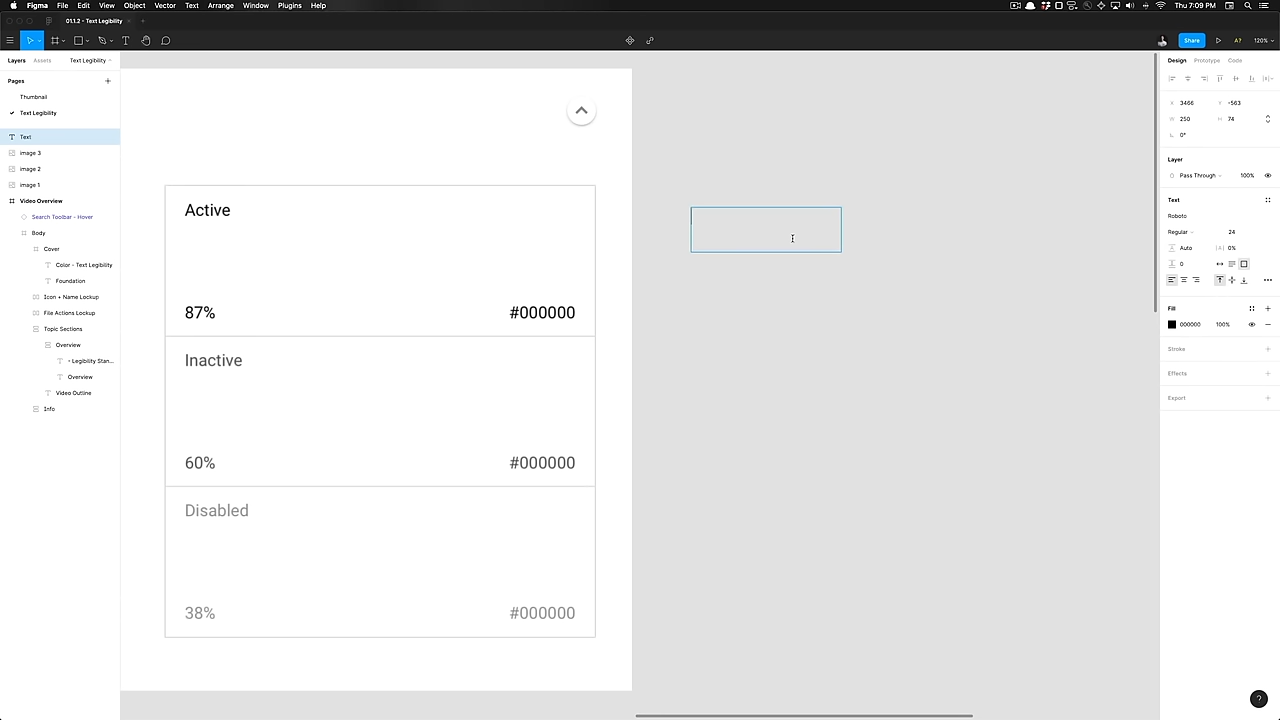 Figma File Edit View Object Vector Text Arrange Window Plugins Help Thu 7:09 PM
01.1.2 - Text Legibility
Share A? 120%
Layers Assets Text Legibility
Design Prototype Code
Pages
Thumbnail
Text Legibility
Text
image 3
image 2
image 1
Video Overview
Search Toolbar - Hover
Body
Cover
Color - Text Legibility
Foundation
Icon + Name Lockup
File Actions Lockup
Topic Sections
Overview
- Legibility Stan...
Overview
Video Outline
Info
Active
87% #000000
Inactive
60% #000000
Disabled
38% #000000
X 3466 Y -563
W 250 H 74
0°
Layer
Pass Through 100%
Text
Roboto
Regular 24
Auto |A| 0%
0
Fill
000000 100%
Stroke
Effects
Export
?